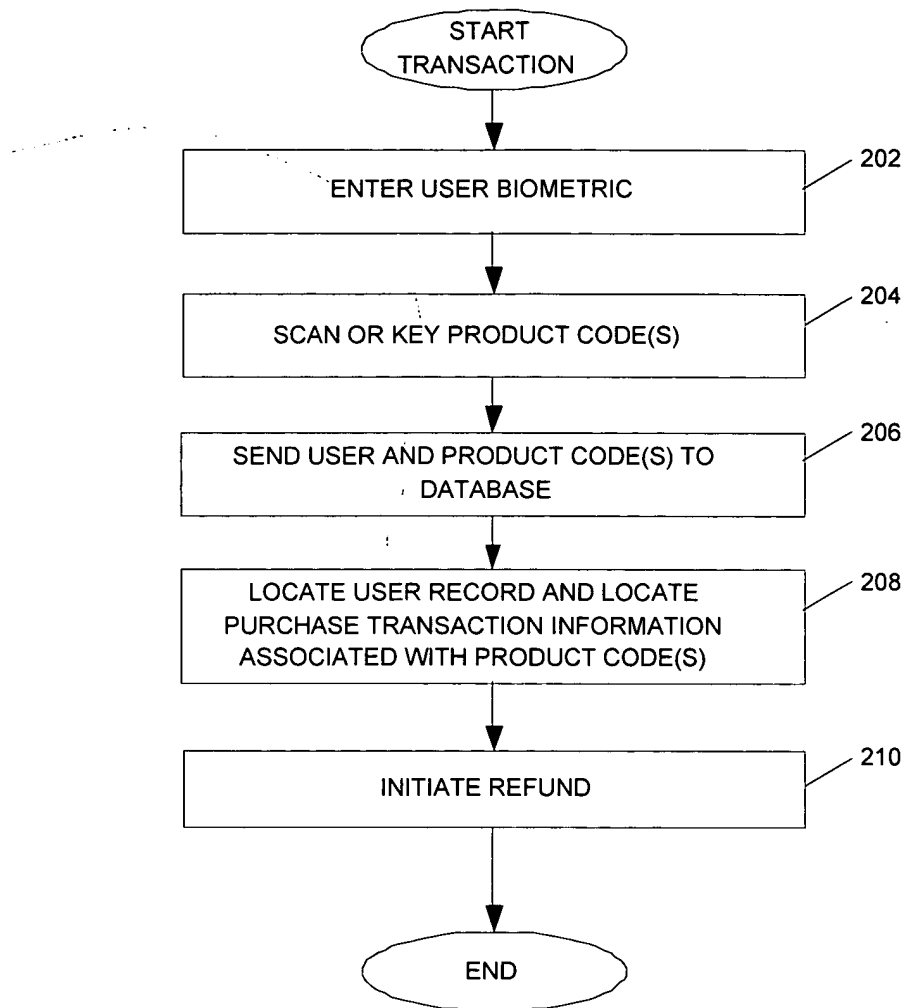 START
TRANSACTION
202
ENTER USER BIOMETRIC
204
SCAN OR KEY PRODUCT CODE(S)
206
SEND USER AND PRODUCT CODE(S) TO
DATABASE
208
LOCATE USER RECORD AND LOCATE
PURCHASE TRANSACTION INFORMATION
ASSOCIATED WITH PRODUCT CODE(S)
210
INITIATE REFUND
END